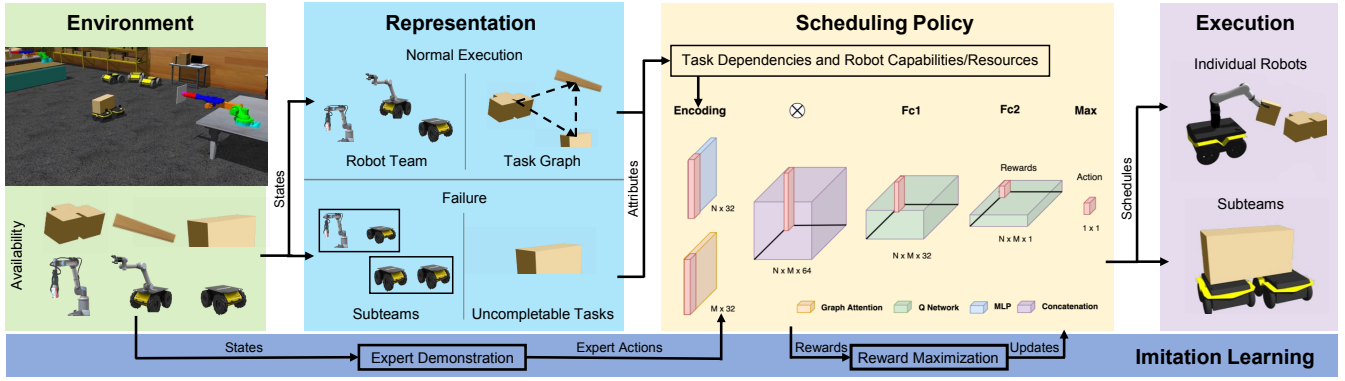 Environment
Availability
States
Representation
Normal Execution
Robot Team
Task Graph
Failure
Subteams
Uncompletable Tasks
Attributes
Scheduling Policy
Task Dependencies and Robot Capabilities/Resources
Encoding
⊗
Fc1
Fc2
Max
Rewards
Action
N x 32
1 x 1
N x M x 1
N x M x 32
N x M x 64
M x 32
Graph Attention
Q Network
MLP
Concatenation
Schedules
Execution
Individual Robots
Subteams
States
Expert Demonstration
Expert Actions
Rewards
Reward Maximization
Updates
Imitation Learning